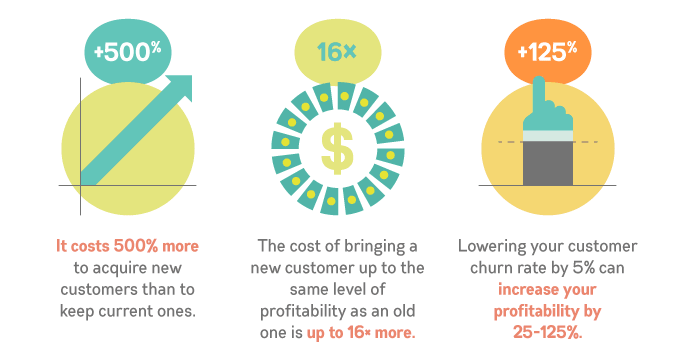 +500%
It costs 500% more
to acquire new
customers than to
keep current ones.
16×
$
The cost of bringing a
new customer up to the
same level of
profitability as an old
one is up to 16× more.
+125%
Lowering your customer
churn rate by 5% can
increase your
profitability by
25-125%.